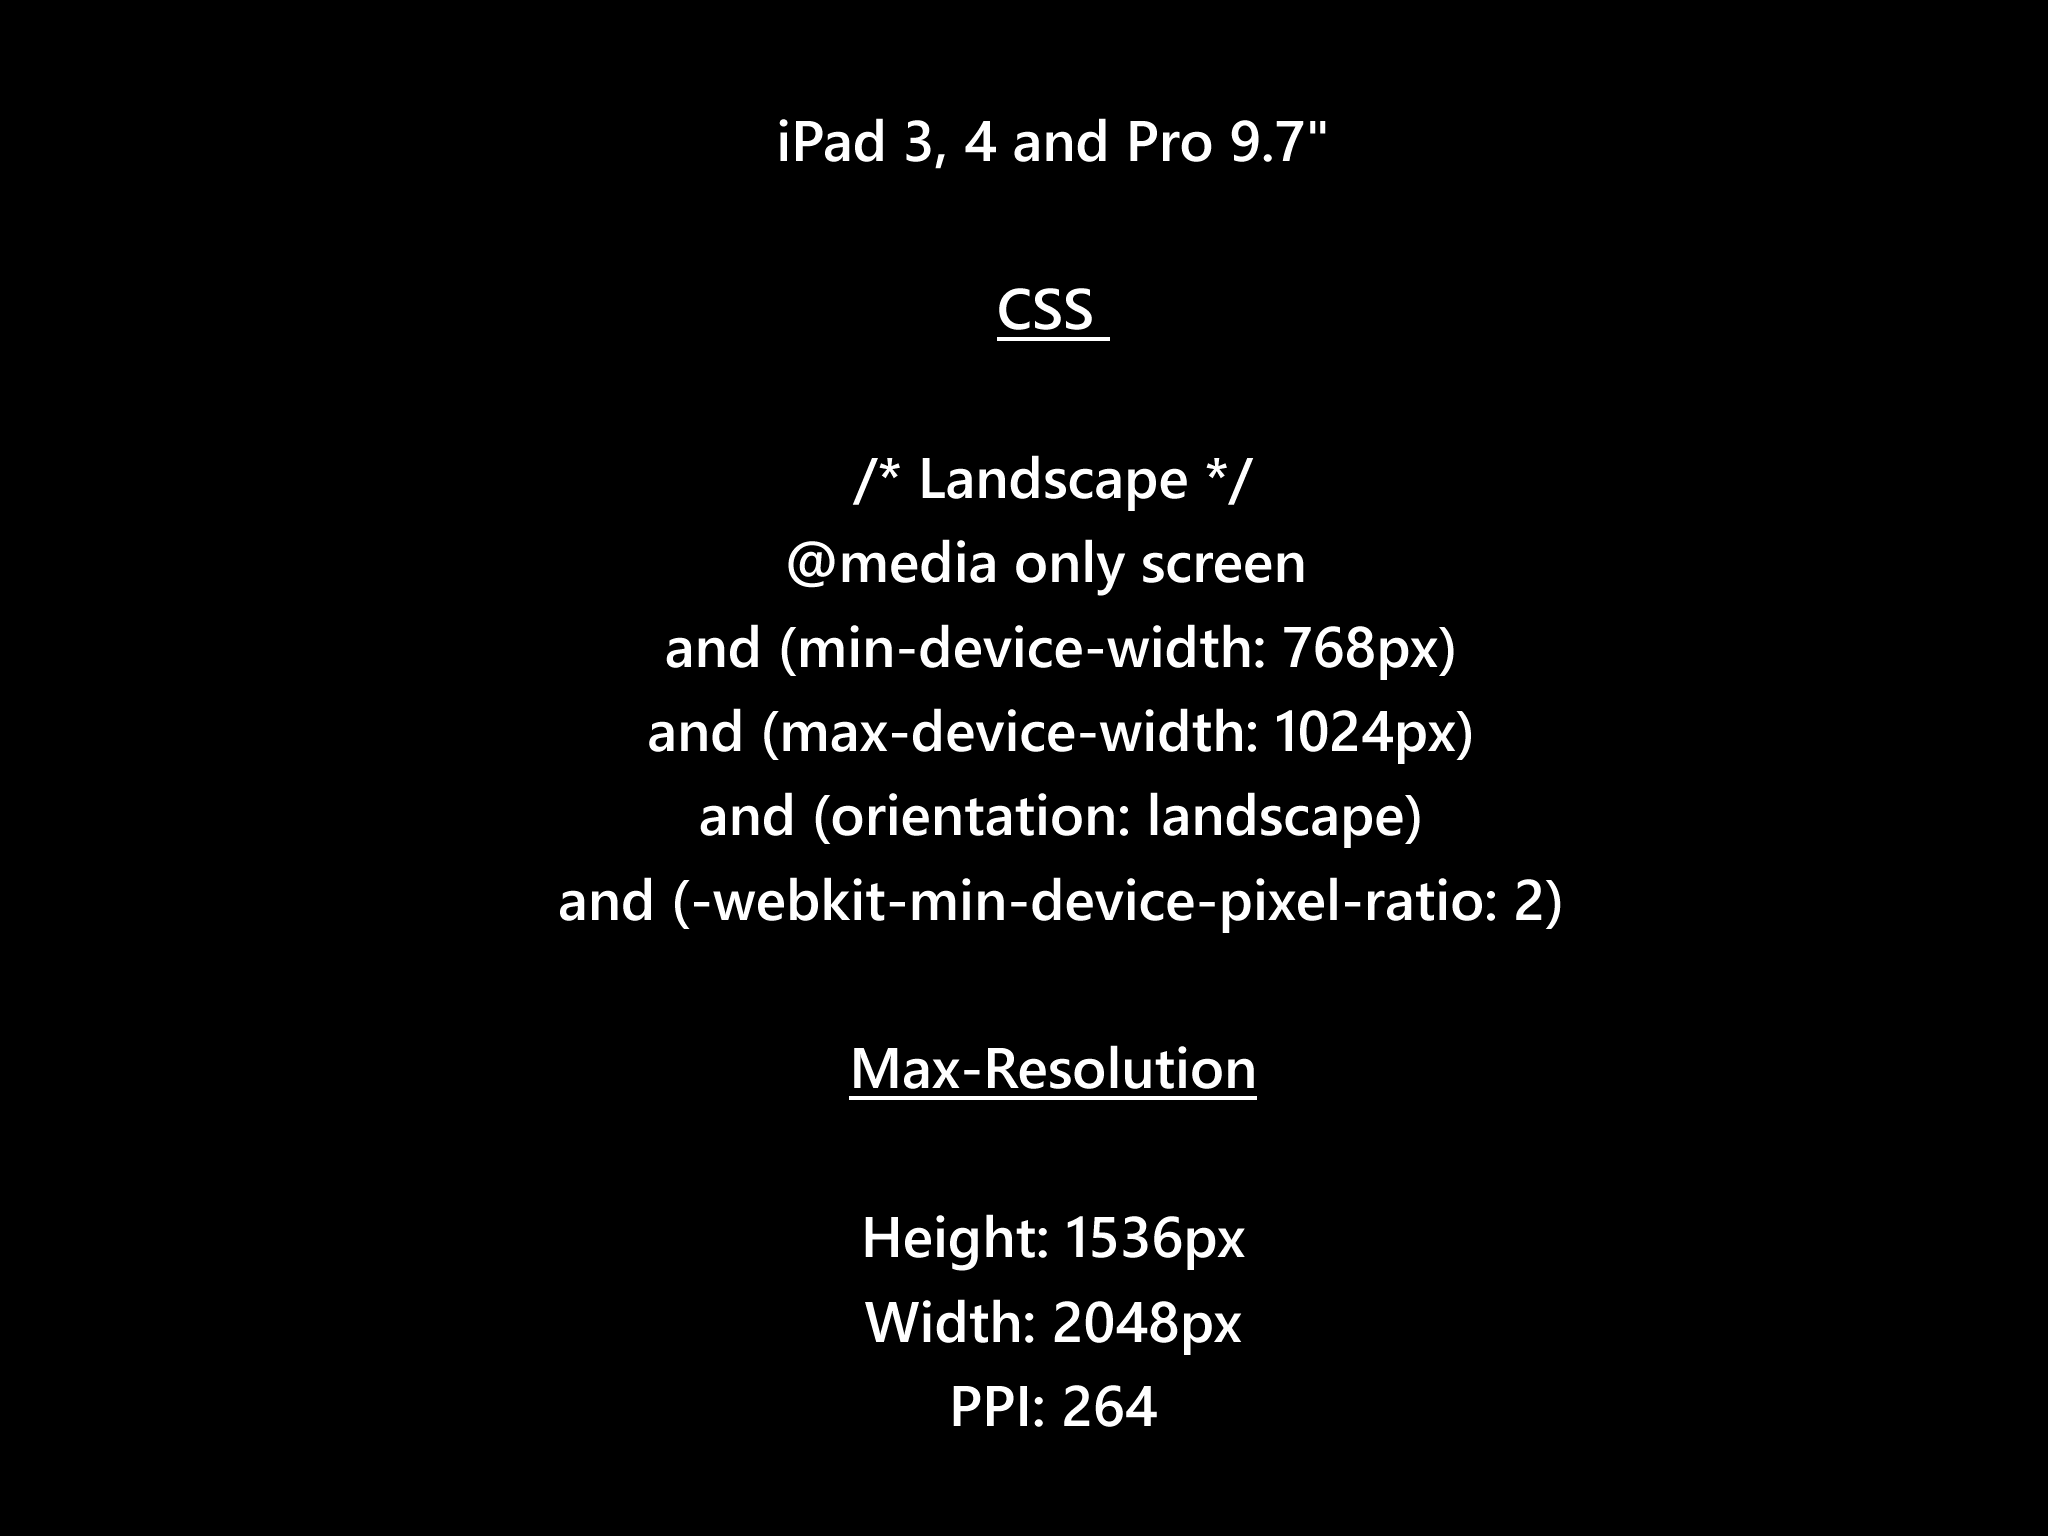 iPad 3, 4 and Pro 9.7"
CSS
/* Landscape */
@media only screen
and (min-device-width: 768px)
and (max-device-width: 1024px)
and (orientation: landscape)
and (-webkit-min-device-pixel-ratio: 2)
Max-Resolution
Height: 1536px
Width: 2048px
PPI: 264